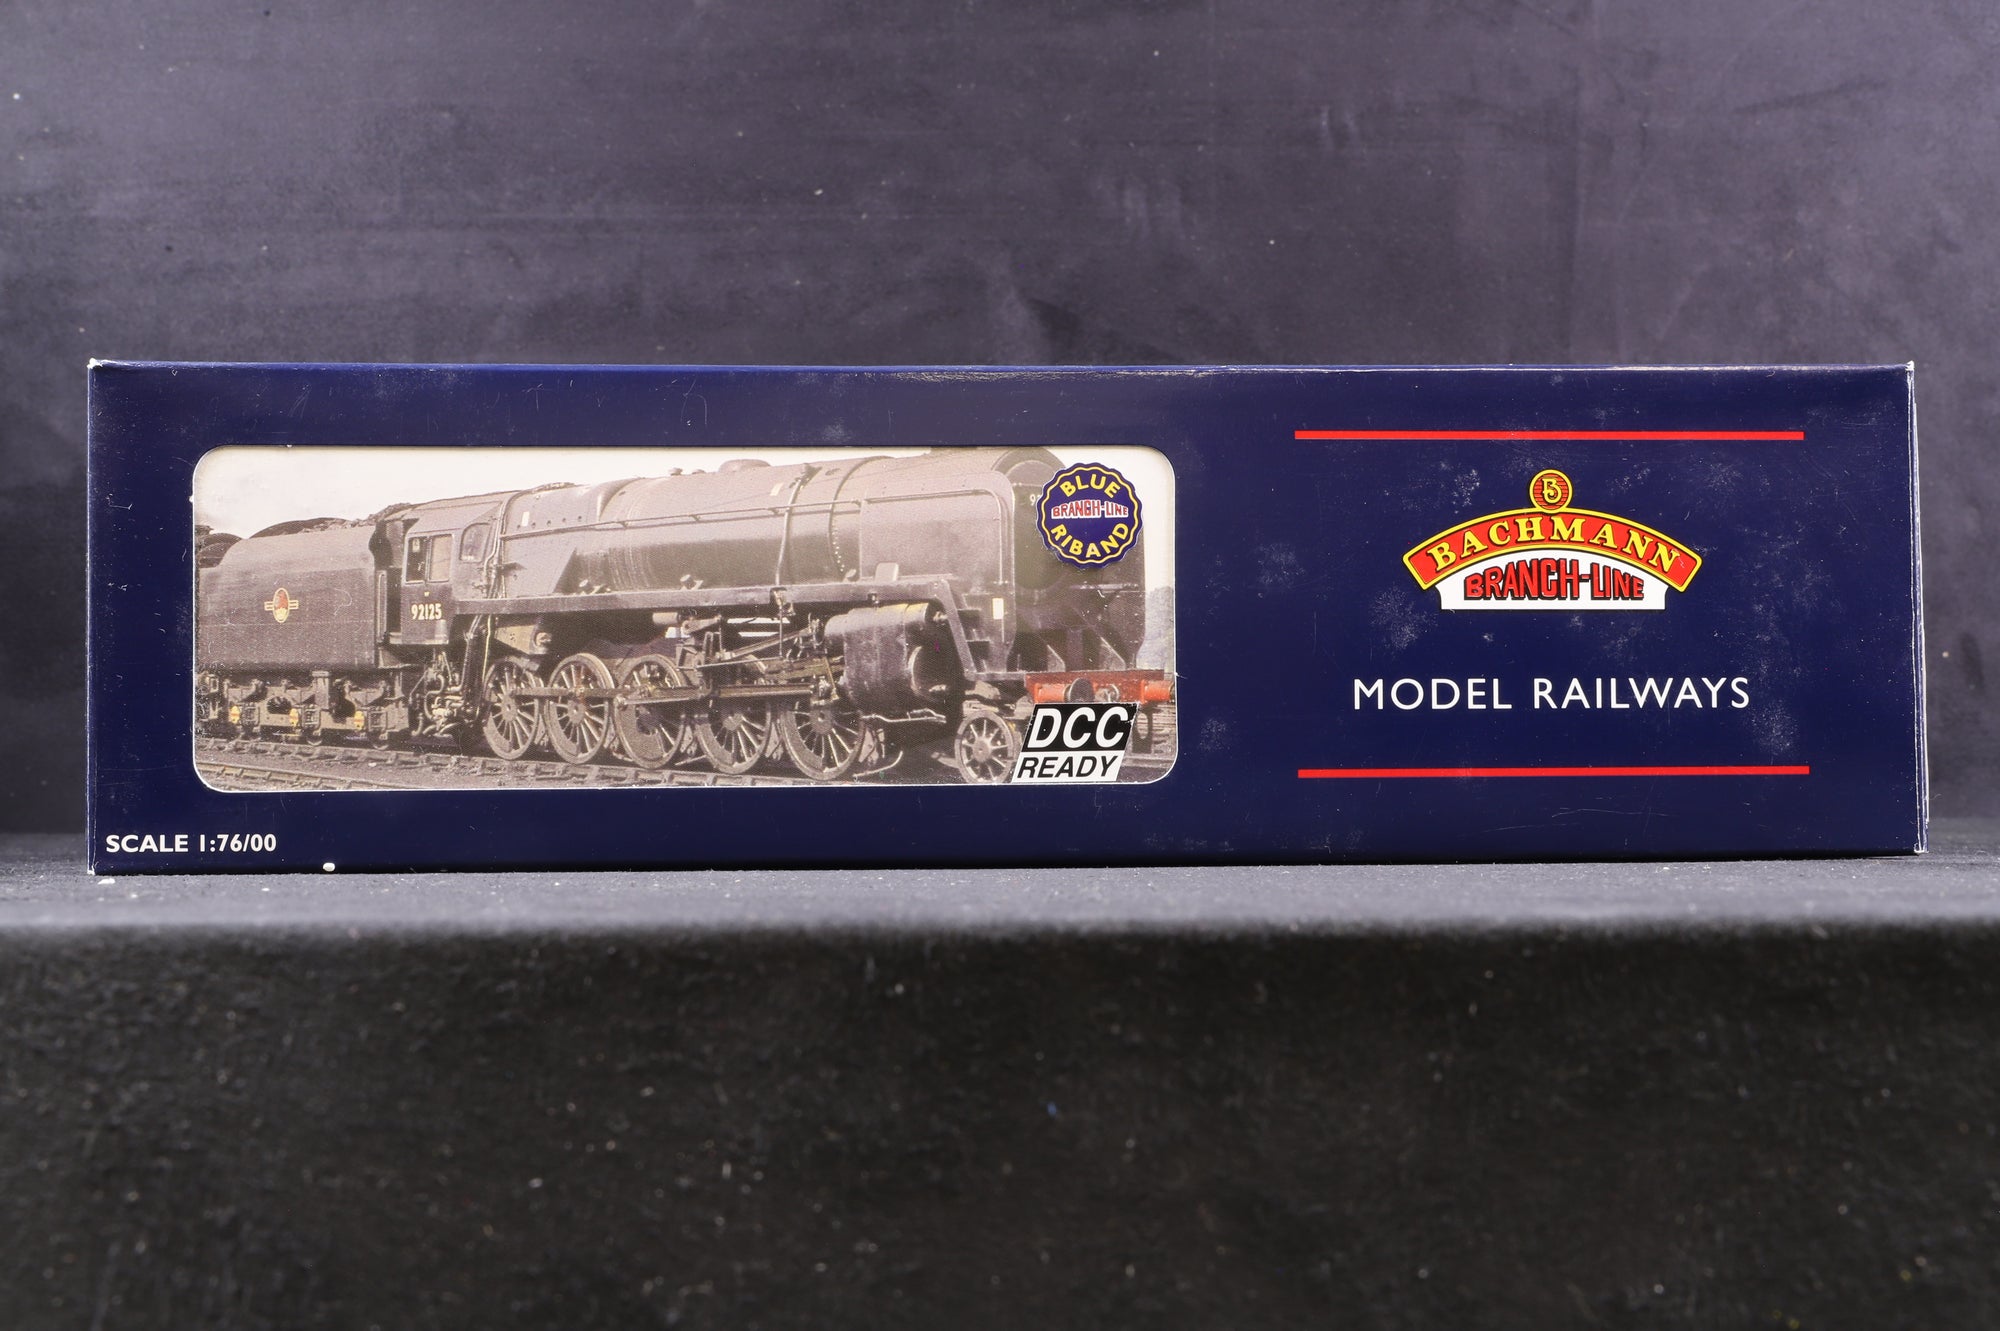 BLUE
BRANCH-LINE
RIBAND
92125
DCC
READY
SCALE 1:76/00
B
BACHMANN
BRANCH-LINE
MODEL RAILWAYS